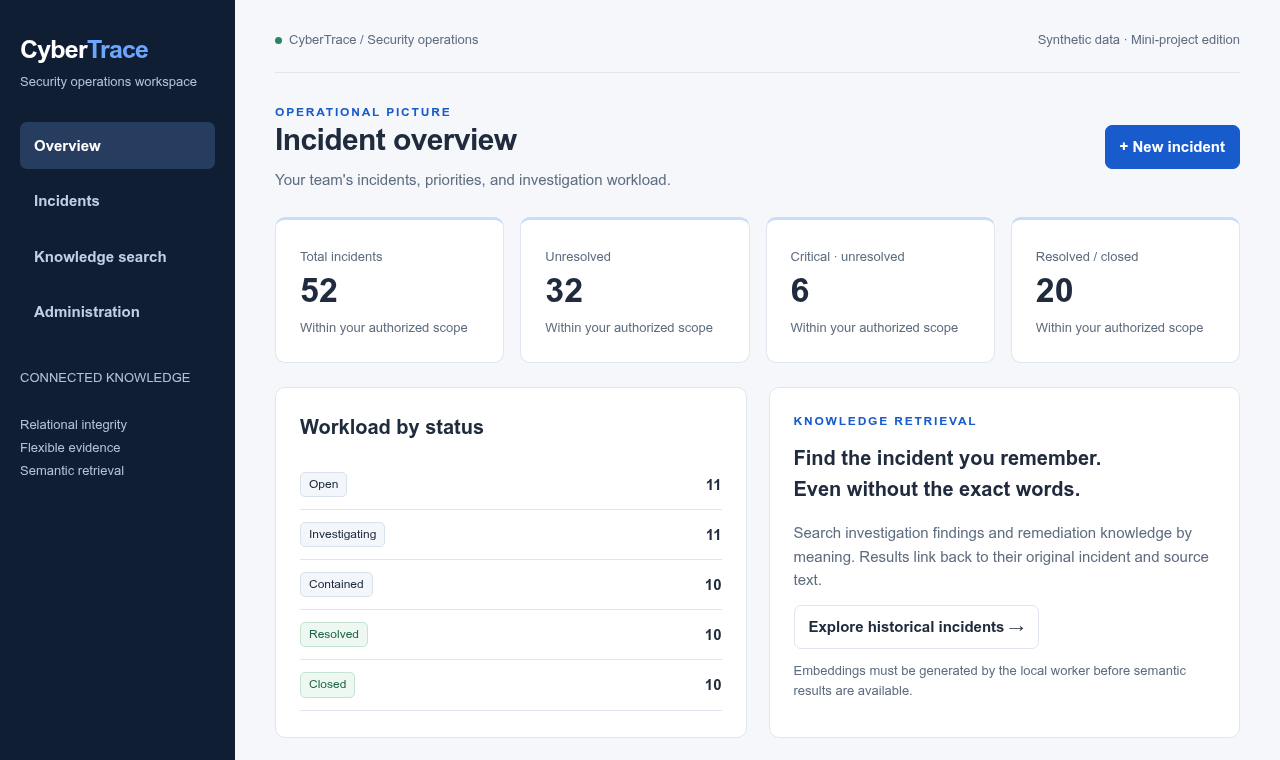 CyberTrace
Security operations workspace
Overview
Incidents
Knowledge search
Administration
CONNECTED KNOWLEDGE
Relational integrity
Flexible evidence
Semantic retrieval
CyberTrace / Security operations
Synthetic data · Mini-project edition
OPERATIONAL PICTURE
Incident overview
Your team's incidents, priorities, and investigation workload.
+ New incident
Total incidents
52
Within your authorized scope
Unresolved
32
Within your authorized scope
Critical · unresolved
6
Within your authorized scope
Resolved / closed
20
Within your authorized scope
Workload by status
Open 11
Investigating 11
Contained 10
Resolved 10
Closed 10
KNOWLEDGE RETRIEVAL
Find the incident you remember.
Even without the exact words.
Search investigation findings and remediation knowledge by
meaning. Results link back to their original incident and source
text.
Explore historical incidents →
Embeddings must be generated by the local worker before semantic
results are available.